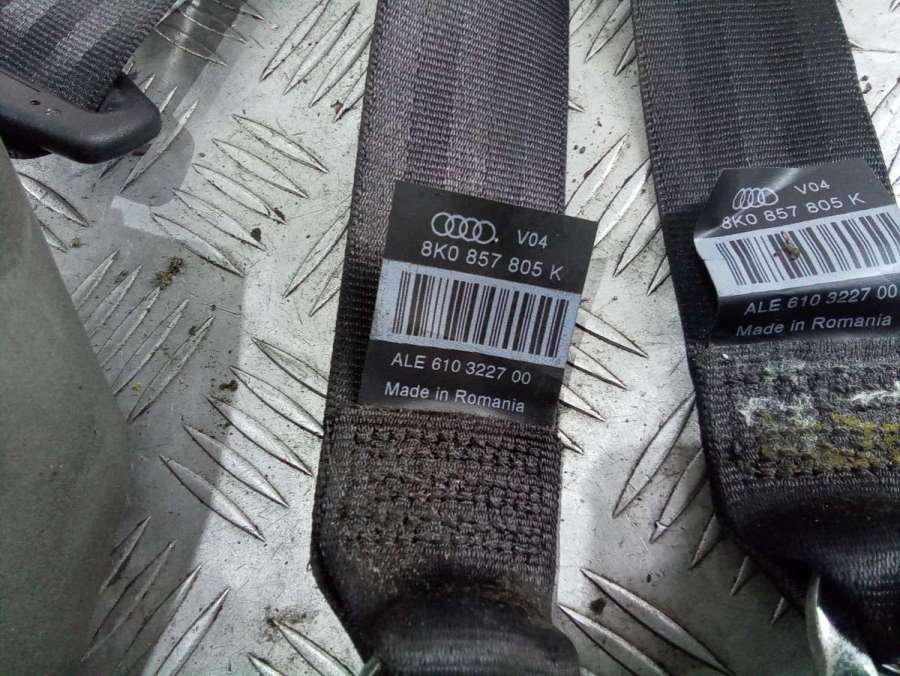 V04
8K0 857 805 K
ALE 610 3227 00
Made in Romania
V04
8K0 857 805 K
ALE 610 3227 00
Made in Romania